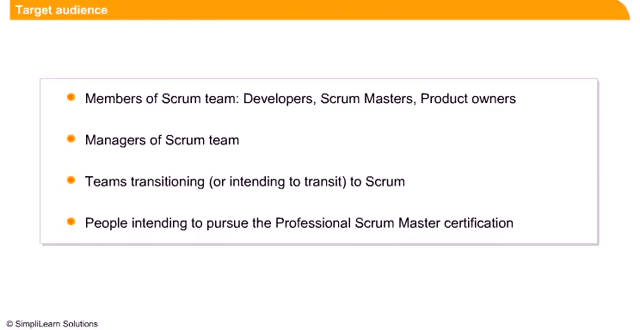 Target audience
Members of Scrum team: Developers, Scrum Masters, Product owners
Managers of Scrum team
Teams transitioning (or intending to transit) to Scrum
People intending to pursue the Professional Scrum Master certification
© SimpliLearn Solutions